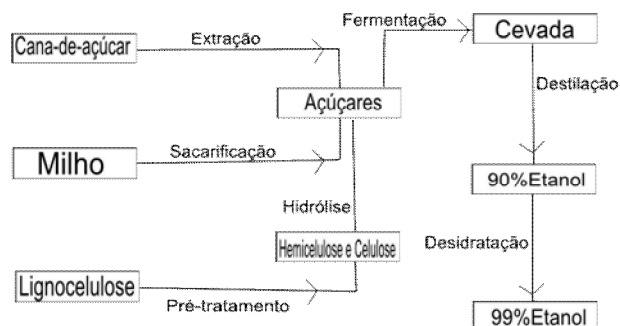 Cana-de-açúcar
Extração
Fermentação
Cevada
Açúçares
Destilação
Milho
Sacarificação
90%Etanol
Hidrólise
Hemicelulose e Celulose
Desidratação
Lignocelulose
Pré-tratamento
99%Etanol